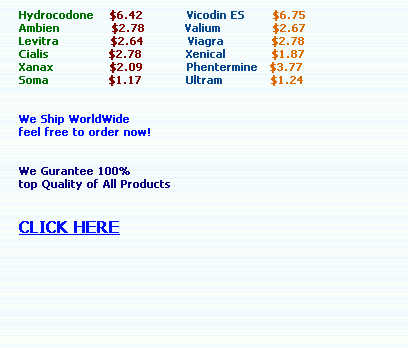 Hydrocodone $6.42 Vicodin ES $6.75
Ambien $2.78 Valium $2.67
Levitra $2.64 Viagra $2.78
Cialis $2.78 Xenical $1.87
Xanax $2.09 Phentermine $3.77
Soma $1.17 Ultram $1.24
We Ship WorldWide
feel free to order now!
We Gurantee 100%
top Quality of All Products
CLICK HERE